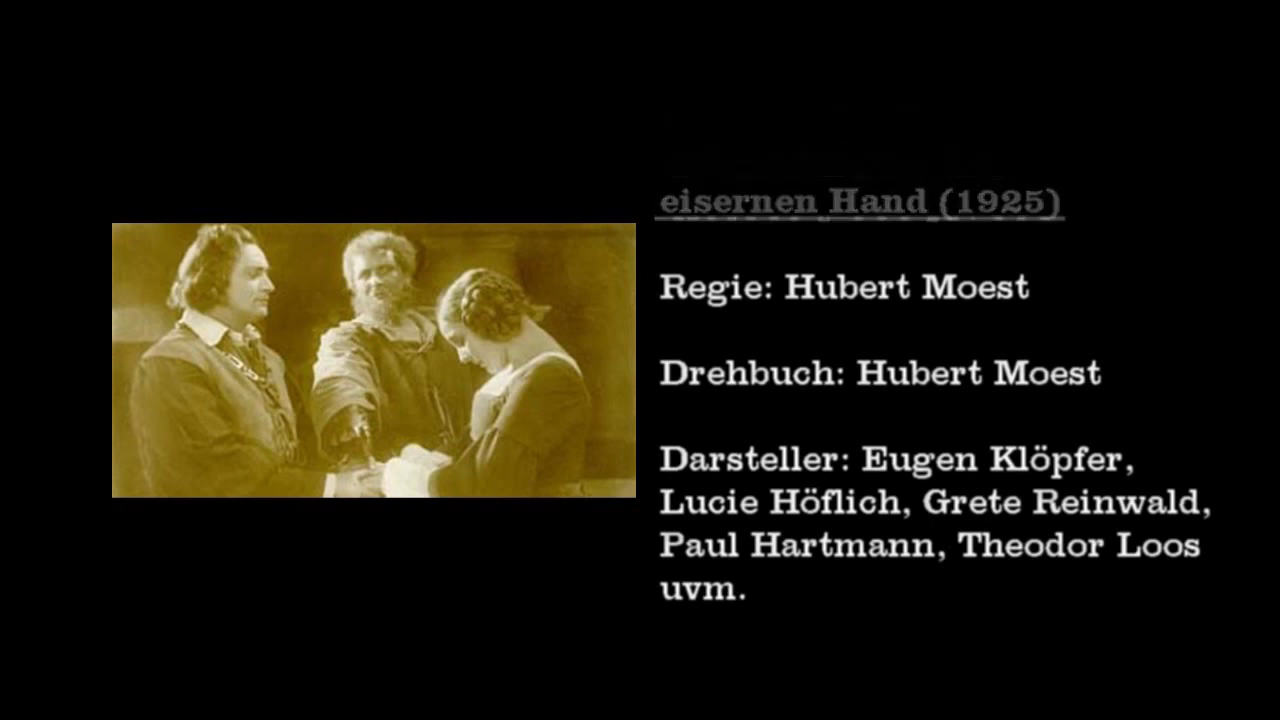 eisernen Hand (1925)
Regie: Hubert Moest
Drehbuch: Hubert Moest
Darsteller: Eugen Klöpfer,
Lucie Höflich, Grete Reinwald,
Paul Hartmann, Theodor Loos
uvm.